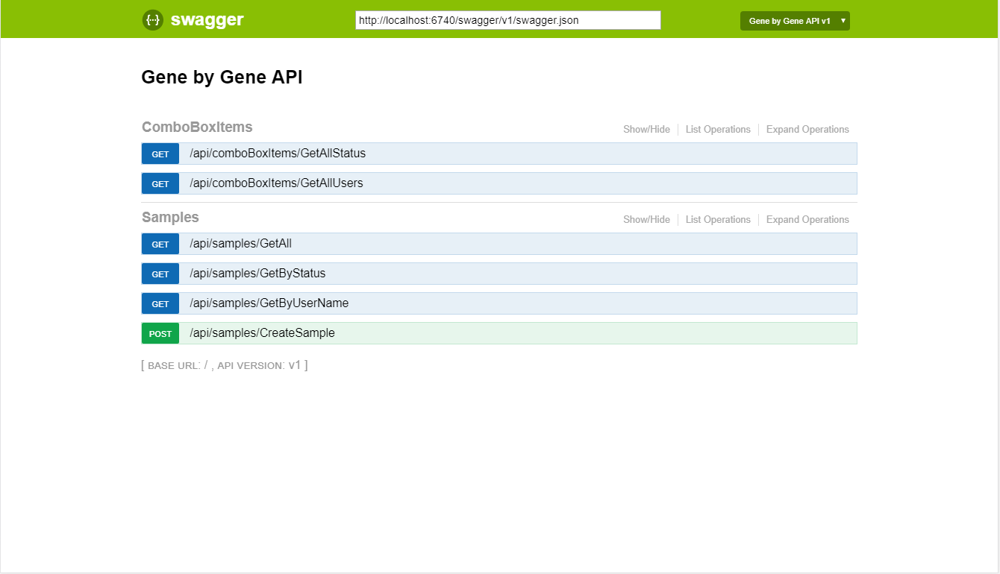 {···} swagger http://localhost:6740/swagger/v1/swagger.json Gene by Gene API v1 ▼
Gene by Gene API
ComboBoxItems Show/Hide List Operations Expand Operations
GET /api/comboBoxItems/GetAllStatus
GET /api/comboBoxItems/GetAllUsers
Samples Show/Hide List Operations Expand Operations
GET /api/samples/GetAll
GET /api/samples/GetByStatus
GET /api/samples/GetByUserName
POST /api/samples/CreateSample
[ BASE URL: / , API VERSION: v1 ]